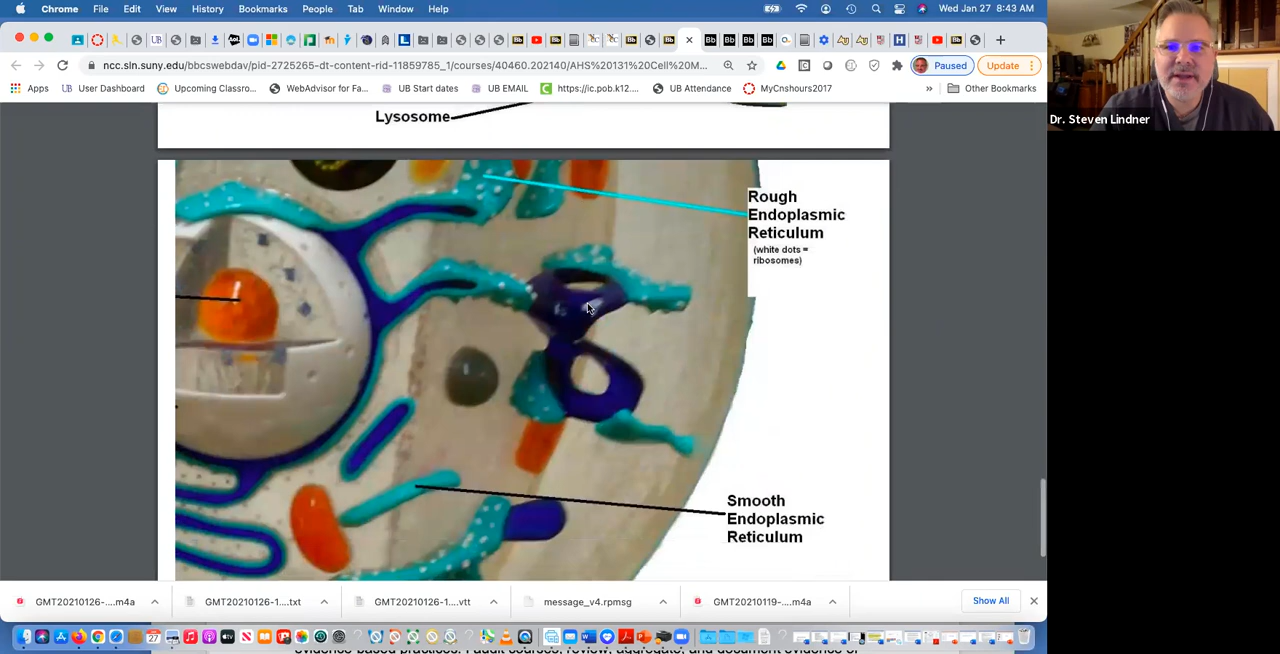 Chrome File Edit View History Bookmarks People Tab Window Help Wed Jan 27 8:43 AM
ncc.sln.suny.edu/bbcswebdav/pid-2725265-dt-content-rid-11859785_1/courses/40460.202140/AHS%20131%20Cell%20M... Paused Update
Apps User Dashboard Upcoming Classro... WebAdvisor for Fa... UB Start dates UB EMAIL https://ic.pob.k12.... UB Attendance MyCnshours2017 » Other Bookmarks
Dr. Steven Lindner
Lysosome
Rough
Endoplasmic
Reticulum
(white dots =
ribosomes)
Smooth
Endoplasmic
Reticulum
GMT20210126-....m4a GMT20210126-1....txt GMT20210126-1....vtt message_v4.rpmsg GMT20210119-....m4a Show All